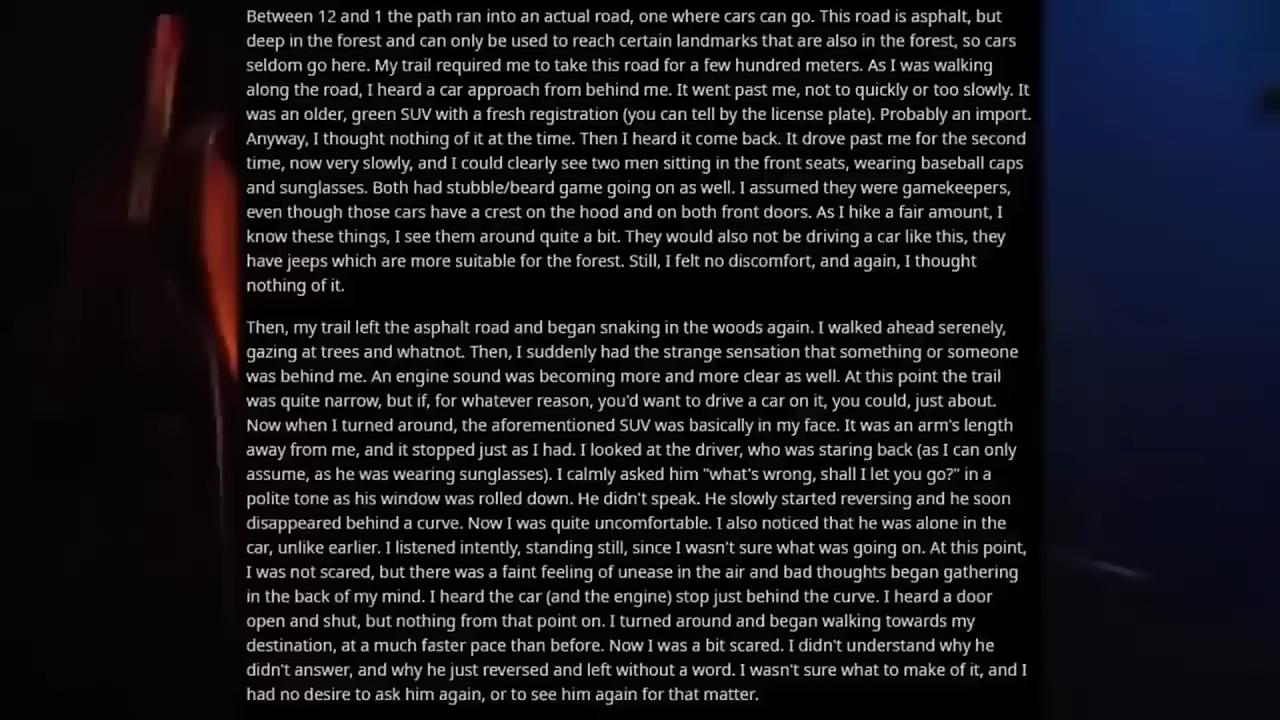 Between 12 and 1 the path ran into an actual road, one where cars can go. This road is asphalt, but
deep in the forest and can only be used to reach certain landmarks that are also in the forest, so cars
seldom go here. My trail required me to take this road for a few hundred meters. As I was walking
along the road, I heard a car approach from behind me. It went past me, not to quickly or too slowly. It
was an older, green SUV with a fresh registration (you can tell by the license plate). Probably an import.
Anyway, I thought nothing of it at the time. Then I heard it come back. It drove past me for the second
time, now very slowly, and I could clearly see two men sitting in the front seats, wearing baseball caps
and sunglasses. Both had stubble/beard game going on as well. I assumed they were gamekeepers,
even though those cars have a crest on the hood and on both front doors. As I hike a fair amount, I
know these things, I see them around quite a bit. They would also not be driving a car like this, they
have jeeps which are more suitable for the forest. Still, I felt no discomfort, and again, I thought
nothing of it.
Then, my trail left the asphalt road and began snaking in the woods again. I walked ahead serenely,
gazing at trees and whatnot. Then, I suddenly had the strange sensation that something or someone
was behind me. An engine sound was becoming more and more clear as well. At this point the trail
was quite narrow, but if, for whatever reason, you'd want to drive a car on it, you could, just about.
Now when I turned around, the aforementioned SUV was basically in my face. It was an arm's length
away from me, and it stopped just as I had. I looked at the driver, who was staring back (as I can only
assume, as he was wearing sunglasses). I calmly asked him "what's wrong, shall I let you go?" in a
polite tone as his window was rolled down. He didn't speak. He slowly started reversing and he soon
disappeared behind a curve. Now I was quite uncomfortable. I also noticed that he was alone in the
car, unlike earlier. I listened intently, standing still, since I wasn't sure what was going on. At this point,
I was not scared, but there was a faint feeling of unease in the air and bad thoughts began gathering
in the back of my mind. I heard the car (and the engine) stop just behind the curve. I heard a door
open and shut, but nothing from that point on. I turned around and began walking towards my
destination, at a much faster pace than before. Now I was a bit scared. I didn't understand why he
didn't answer, and why he just reversed and left without a word. I wasn't sure what to make of it, and I
had no desire to ask him again, or to see him again for that matter.